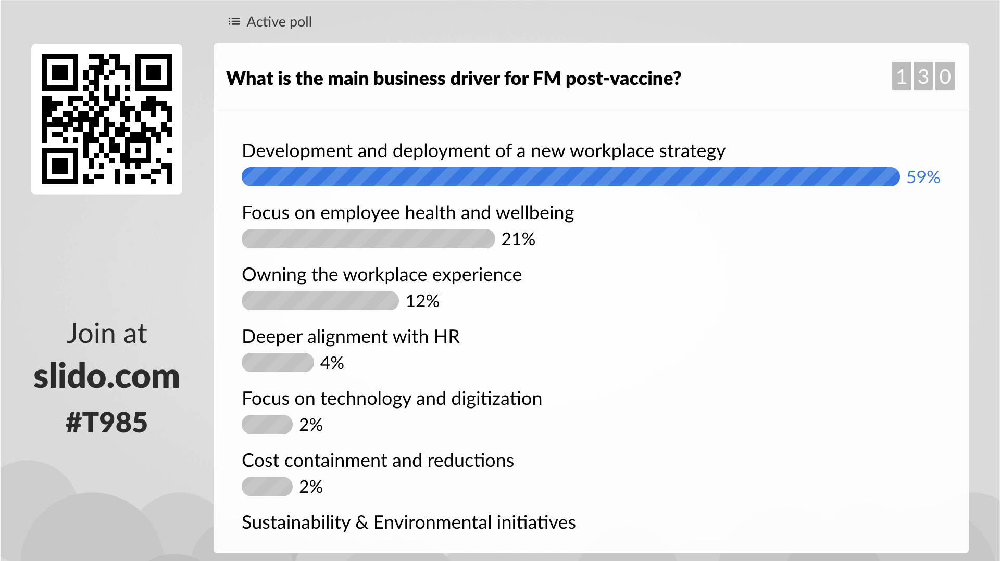 Active poll
What is the main business driver for FM post-vaccine?
130
Development and deployment of a new workplace strategy
59%
Focus on employee health and wellbeing
21%
Owning the workplace experience
12%
Deeper alignment with HR
4%
Focus on technology and digitization
2%
Cost containment and reductions
2%
Sustainability & Environmental initiatives
Join at
slido.com
#T985